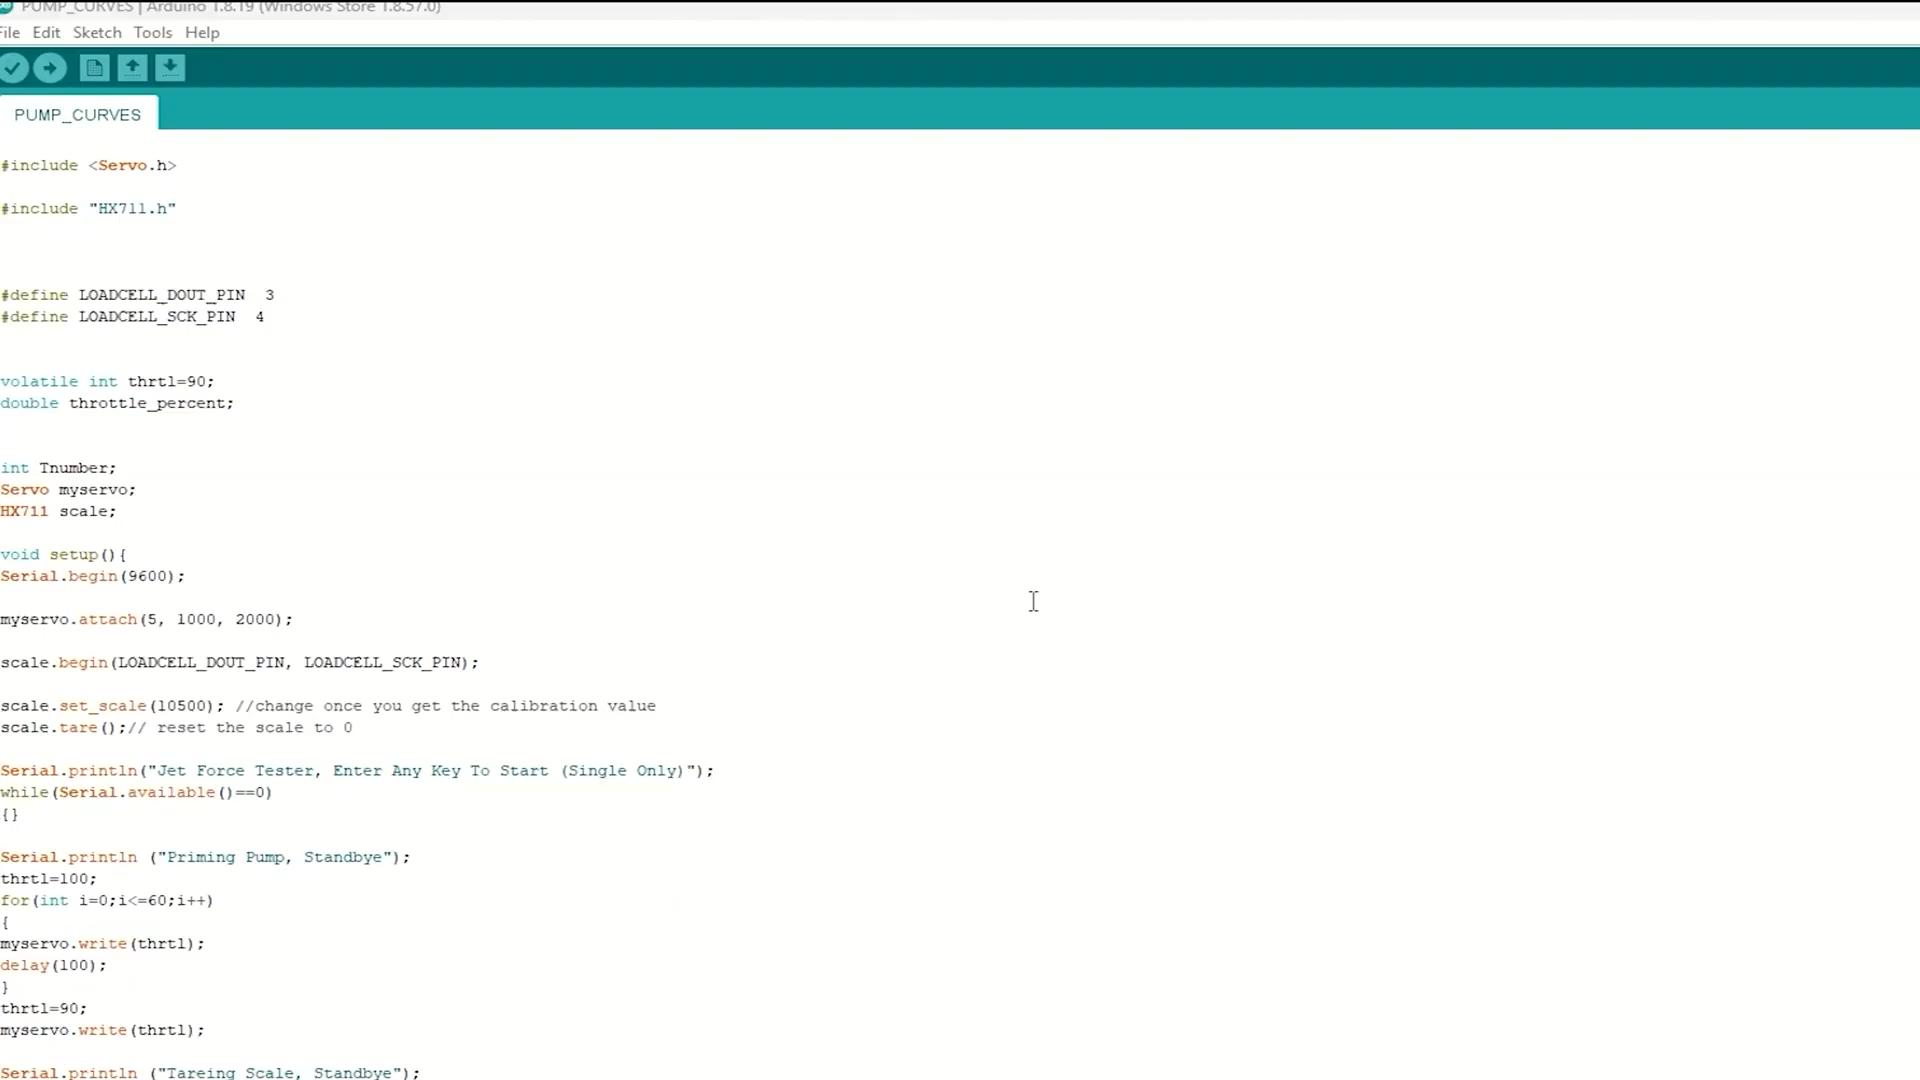 PUMP_CURVES | Arduino 1.8.19 (Windows Store 1.8.57.0)
File Edit Sketch Tools Help
PUMP_CURVES
#include <Servo.h>
#include "HX711.h"
#define LOADCELL_DOUT_PIN  3
#define LOADCELL_SCK_PIN  4
volatile int thrtl=90;
double throttle_percent;
int Tnumber;
Servo myservo;
HX711 scale;
void setup(){
Serial.begin(9600);
myservo.attach(5, 1000, 2000);
scale.begin(LOADCELL_DOUT_PIN, LOADCELL_SCK_PIN);
scale.set_scale(10500); //change once you get the calibration value
scale.tare();// reset the scale to 0
Serial.println("Jet Force Tester, Enter Any Key To Start (Single Only)");
while(Serial.available()==0)
{}
Serial.println ("Priming Pump, Standbye");
thrtl=100;
for(int i=0;i<=60;i++)
{
myservo.write(thrtl);
delay(100);
}
thrtl=90;
myservo.write(thrtl);
Serial.println ("Tareing Scale, Standbye");